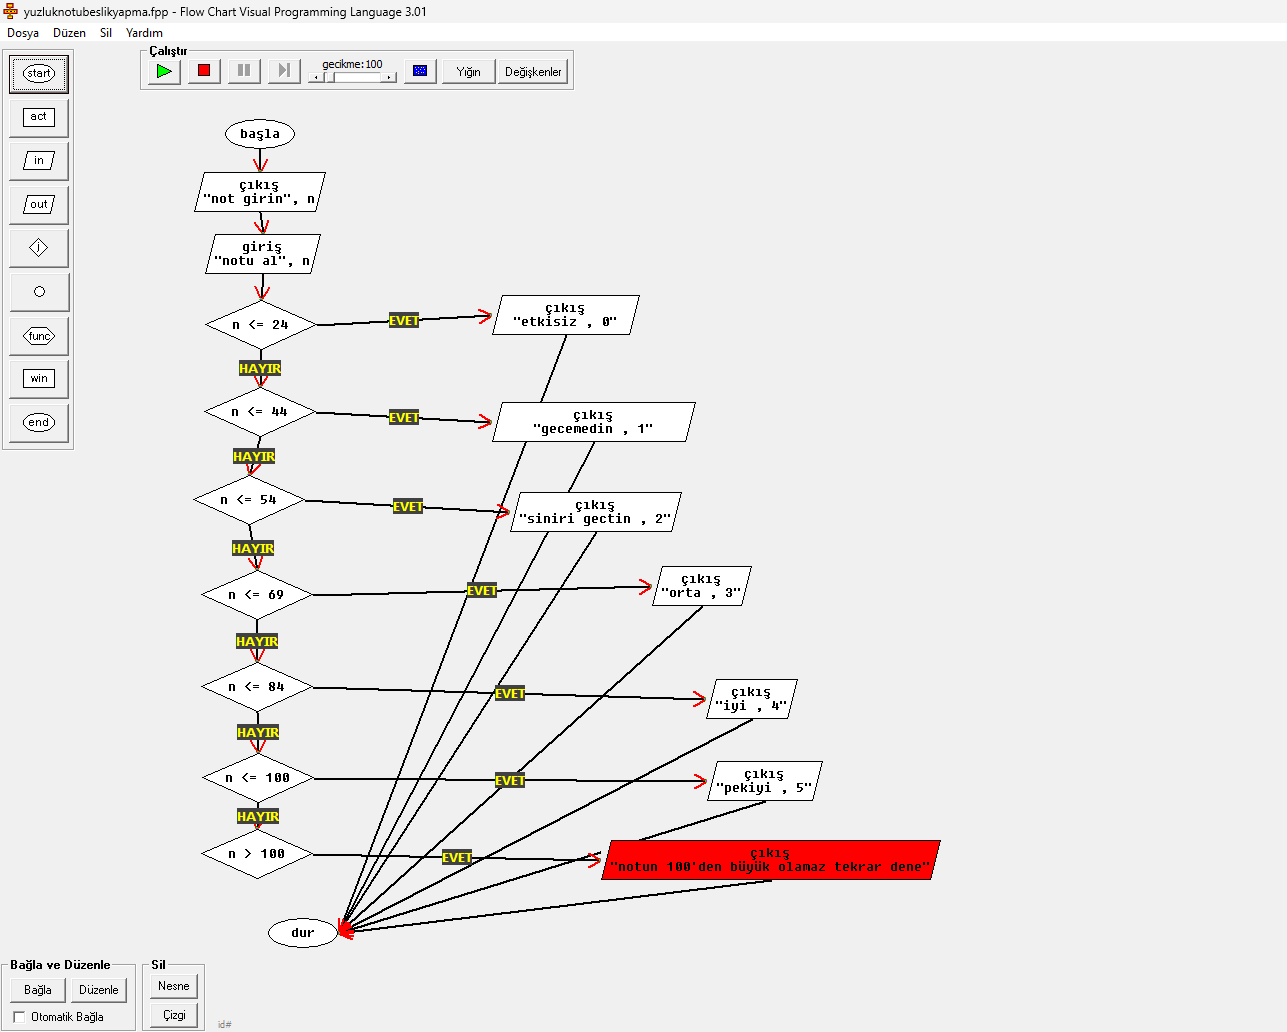 yuzluknotubeslikyapma.fpp - Flow Chart Visual Programming Language 3.01
Dosya Düzen Sil Yardım
Çalıştır
gecikme:100
Yığın
Değişkenler
start
act
in
out
j
func
win
end
başla
çıkış
"not girin", n
giriş
"notu al", n
n <= 24
EVET
çıkış
"etkisiz , 0"
HAYIR
n <= 44
EVET
çıkış
"gecemedin , 1"
HAYIR
n <= 54
EVET
çıkış
"siniri gectin , 2"
HAYIR
n <= 69
EVET
çıkış
"orta , 3"
HAYIR
n <= 84
EVET
çıkış
"iyi , 4"
HAYIR
n <= 100
EVET
çıkış
"pekiyi , 5"
HAYIR
n > 100
EVET
çıkış
"notun 100'den büyük olamaz tekrar dene"
dur
Bağla ve Düzenle
Bağla
Düzenle
Otomatik Bağla
Sil
Nesne
Çizgi
id#